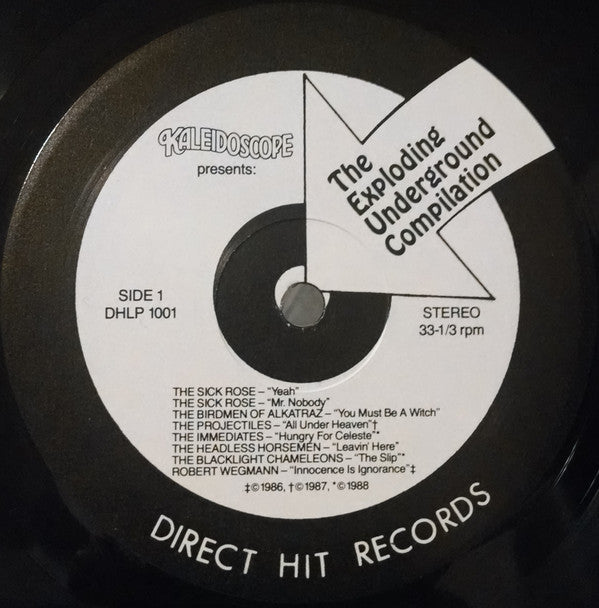 KALEIDOSCOPE
presents:
The
Exploding
Underground
Compilation
SIDE 1
DHLP 1001
STEREO
33-1/3 rpm
THE SICK ROSE – "Yeah"
THE SICK ROSE – "Mr. Nobody"
THE BIRDMEN OF ALKATRAZ – "You Must Be A Witch"
THE PROJECTILES – "All Under Heaven"†
THE IMMEDIATES – "Hungry For Celeste"*
THE HEADLESS HORSEMEN – "Leavin' Here"
THE BLACKLIGHT CHAMELEONS – "The Slip"*
ROBERT WEGMANN – "Innocence Is Ignorance"‡
‡©1986, †©1987, *©1988
DIRECT HIT RECORDS